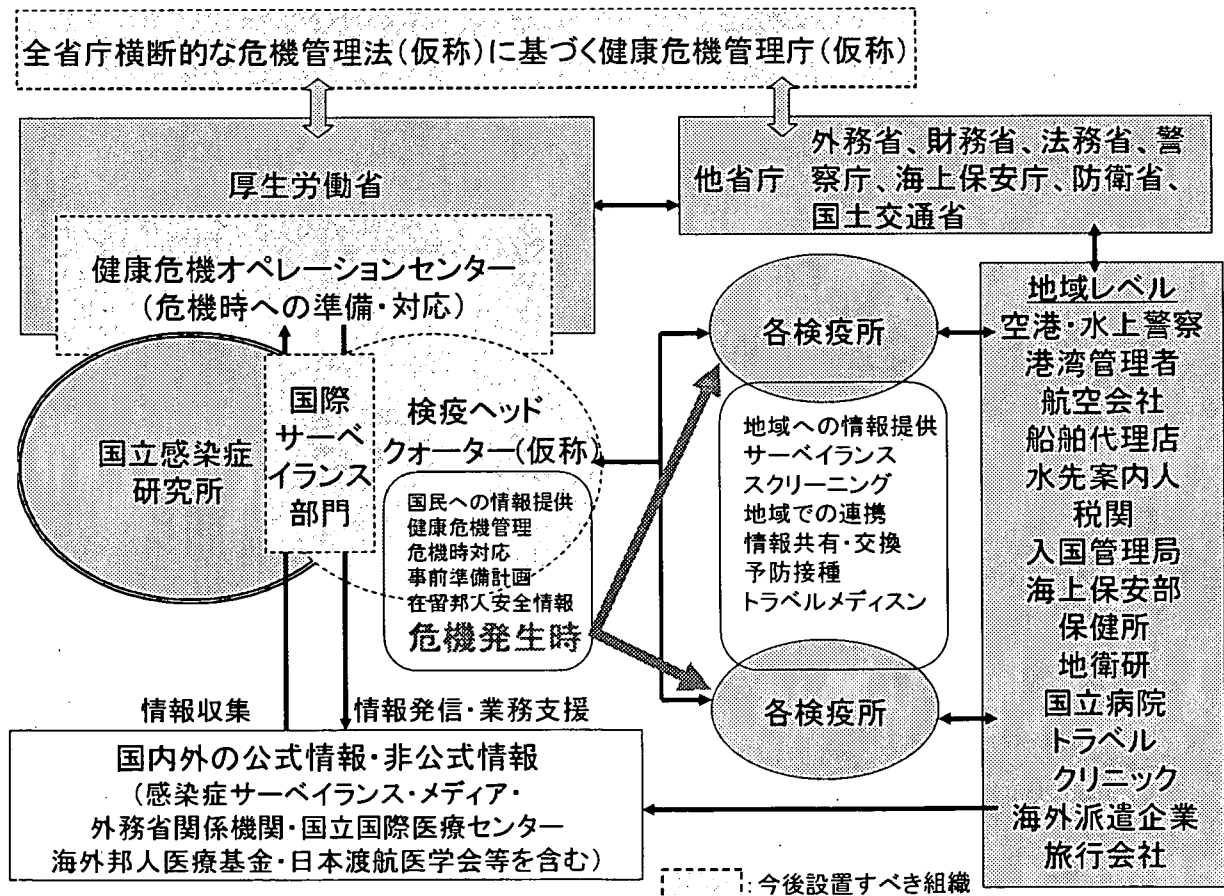 全省庁横断的な危機管理法(仮称)に基づく健康危機管理庁(仮称)
厚生労働省
他省庁
外務省、財務省、法務省、警
察庁、海上保安庁、防衛省、
国土交通省
健康危機オペレーションセンター
(危機時への準備・対応)
国立感染症
研究所
国際
サーベ
イランス
部門
検疫ヘッド
クォーター(仮称)
国民への情報提供
健康危機管理
危機時対応
事前準備計画
在留邦人安全情報
危機発生時
各検疫所
地域への情報提供
サーベイランス
スクリーニング
地域での連携
情報共有・交換
予防接種
トラベルメディスン
各検疫所
地域レベル
空港・水上警察
港湾管理者
航空会社
船舶代理店
水先案内人
税関
入国管理局
海上保安部
保健所
地衛研
国立病院
トラベル
クリニック
海外派遣企業
旅行会社
情報収集
情報発信・業務支援
国内外の公式情報・非公式情報
(感染症サーベイランス・メディア・
外務省関係機関・国立国際医療センター
海外邦人医療基金・日本渡航医学会等を含む)
:今後設置すべき組織